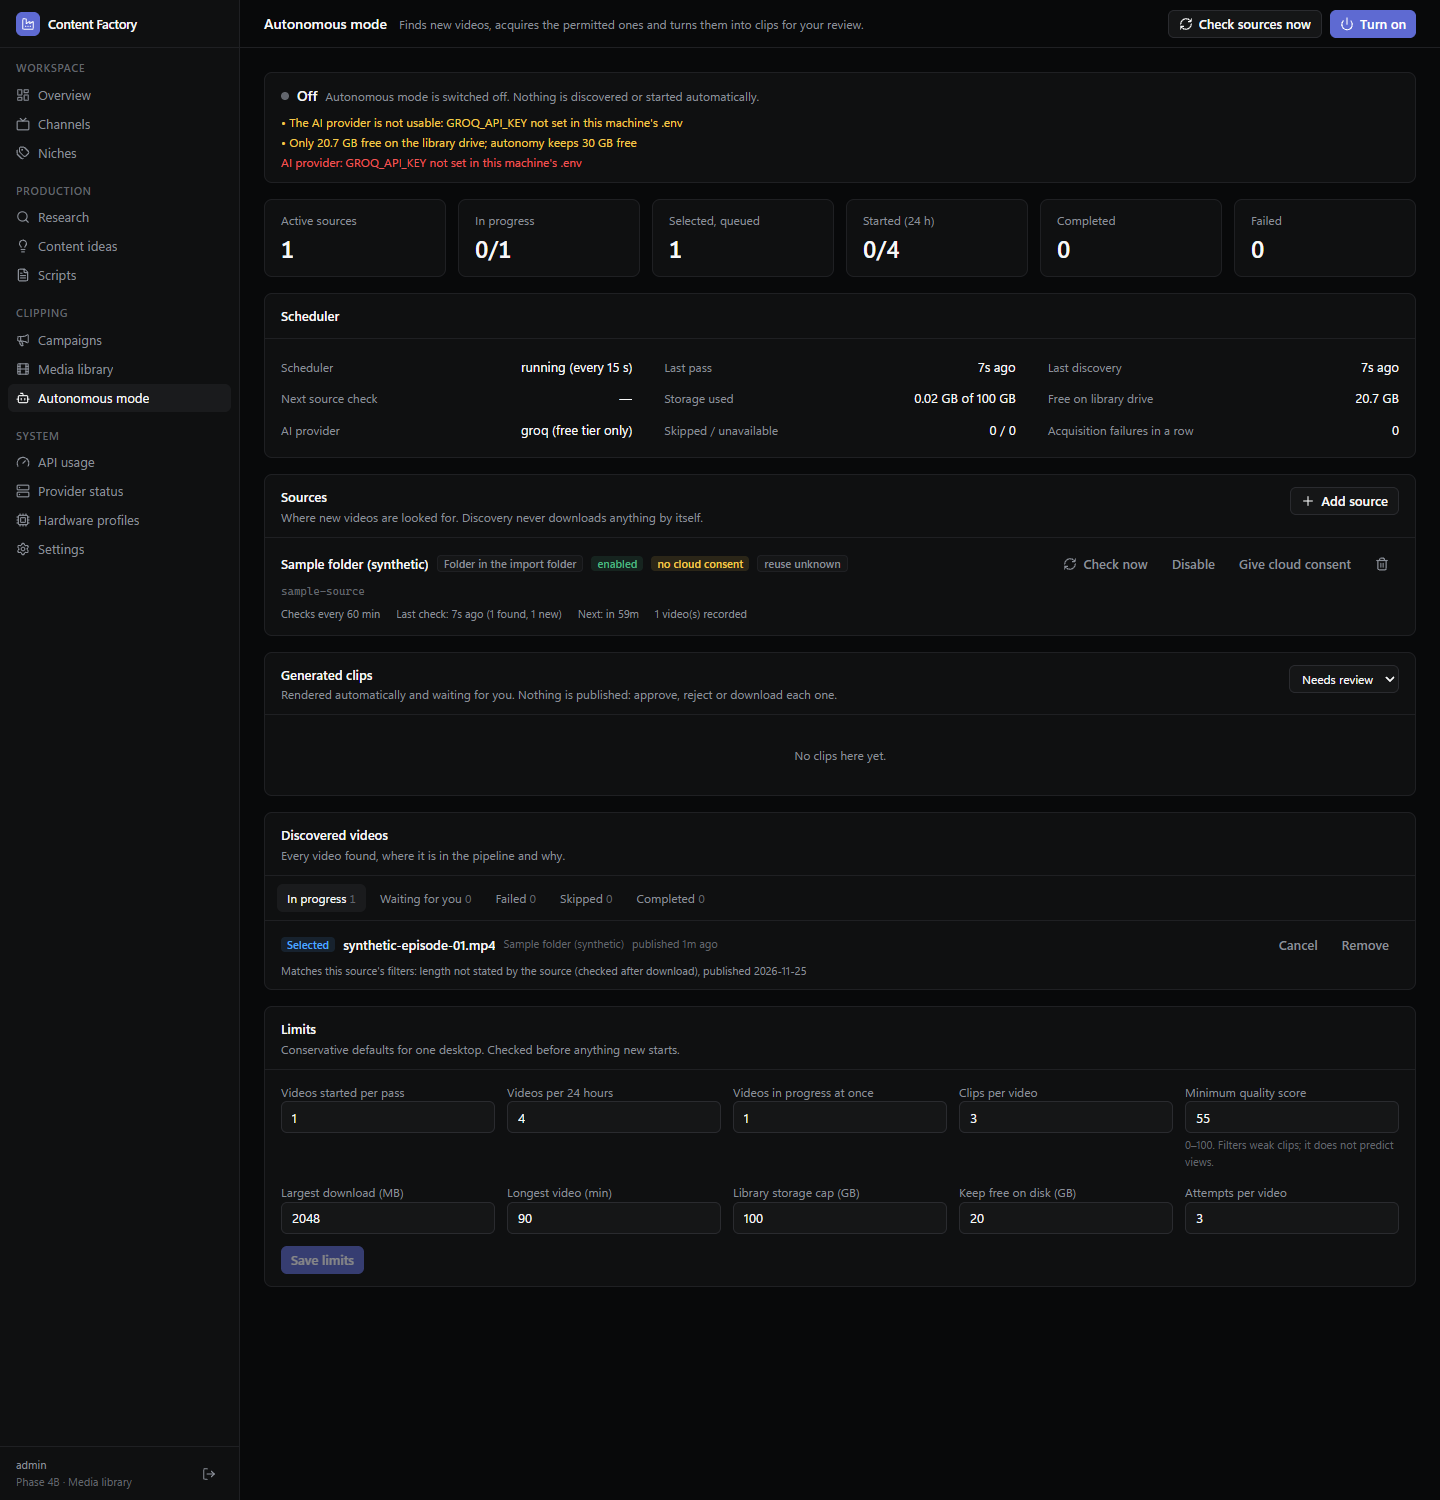 Content Factory
WORKSPACE
Overview
Channels
Niches
PRODUCTION
Research
Content ideas
Scripts
CLIPPING
Campaigns
Media library
Autonomous mode
SYSTEM
API usage
Provider status
Hardware profiles
Settings
admin
Phase 4B · Media library
Autonomous mode Finds new videos, acquires the permitted ones and turns them into clips for your review. Check sources now Turn on
Off Autonomous mode is switched off. Nothing is discovered or started automatically.
• The AI provider is not usable: GROQ_API_KEY not set in this machine's .env
• Only 20.7 GB free on the library drive; autonomy keeps 30 GB free
AI provider: GROQ_API_KEY not set in this machine's .env
Active sources In progress Selected, queued Started (24 h) Completed Failed
1 0/1 1 0/4 0 0
Scheduler
Scheduler running (every 15 s) Last pass 7s ago Last discovery 7s ago
Next source check — Storage used 0.02 GB of 100 GB Free on library drive 20.7 GB
AI provider groq (free tier only) Skipped / unavailable 0 / 0 Acquisition failures in a row 0
Sources
Where new videos are looked for. Discovery never downloads anything by itself.
Add source
Sample folder (synthetic) Folder in the import folder enabled no cloud consent reuse unknown Check now Disable Give cloud consent
sample-source
Checks every 60 min Last check: 7s ago (1 found, 1 new) Next: in 59m 1 video(s) recorded
Generated clips
Rendered automatically and waiting for you. Nothing is published: approve, reject or download each one.
Needs review
No clips here yet.
Discovered videos
Every video found, where it is in the pipeline and why.
In progress 1 Waiting for you 0 Failed 0 Skipped 0 Completed 0
Selected synthetic-episode-01.mp4 Sample folder (synthetic) published 1m ago Cancel Remove
Matches this source's filters: length not stated by the source (checked after download), published 2026-11-25
Limits
Conservative defaults for one desktop. Checked before anything new starts.
Videos started per pass Videos per 24 hours Videos in progress at once Clips per video Minimum quality score
1 4 1 3 55
0–100. Filters weak clips; it does not predict
views.
Largest download (MB) Longest video (min) Library storage cap (GB) Keep free on disk (GB) Attempts per video
2048 90 100 20 3
Save limits